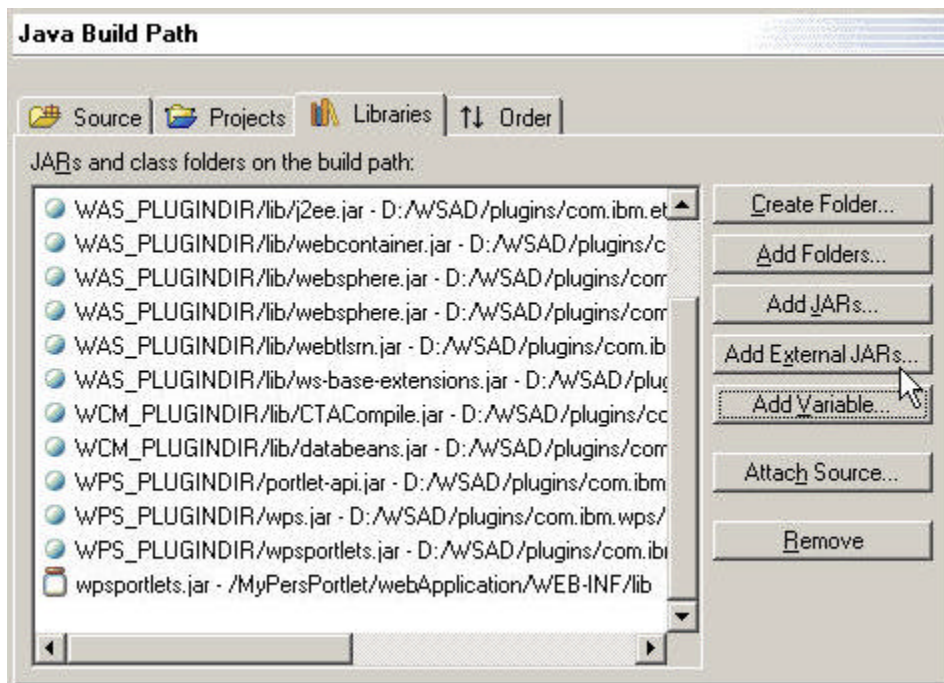 Java Build Path
Source Projects Libraries Order
JARs and class folders on the build path:
WAS_PLUGINDIR/lib/j2ee.jar - D:/WSAD/plugins/com.ibm.et
WAS_PLUGINDIR/lib/webcontainer.jar - D:/WSAD/plugins/c
WAS_PLUGINDIR/lib/websphere.jar - D:/WSAD/plugins/com
WAS_PLUGINDIR/lib/websphere.jar - D:/WSAD/plugins/com
WAS_PLUGINDIR/lib/webtlsrn.jar - D:/WSAD/plugins/com.ib
WAS_PLUGINDIR/lib/ws-base-extensions.jar - D:/WSAD/plug
WCM_PLUGINDIR/lib/CTACompile.jar - D:/WSAD/plugins/cc
WCM_PLUGINDIR/lib/databeans.jar - D:/WSAD/plugins/com
WPS_PLUGINDIR/portlet-api.jar - D:/WSAD/plugins/com.ibm
WPS_PLUGINDIR/wps.jar - D:/WSAD/plugins/com.ibm.wps/
WPS_PLUGINDIR/wpsportlets.jar - D:/WSAD/plugins/com.ib
wpsportlets.jar - /MyPersPortlet/webApplication/WEB-INF/lib
Create Folder...
Add Folders...
Add JARs...
Add External JARs...
Add Variable...
Attach Source...
Remove